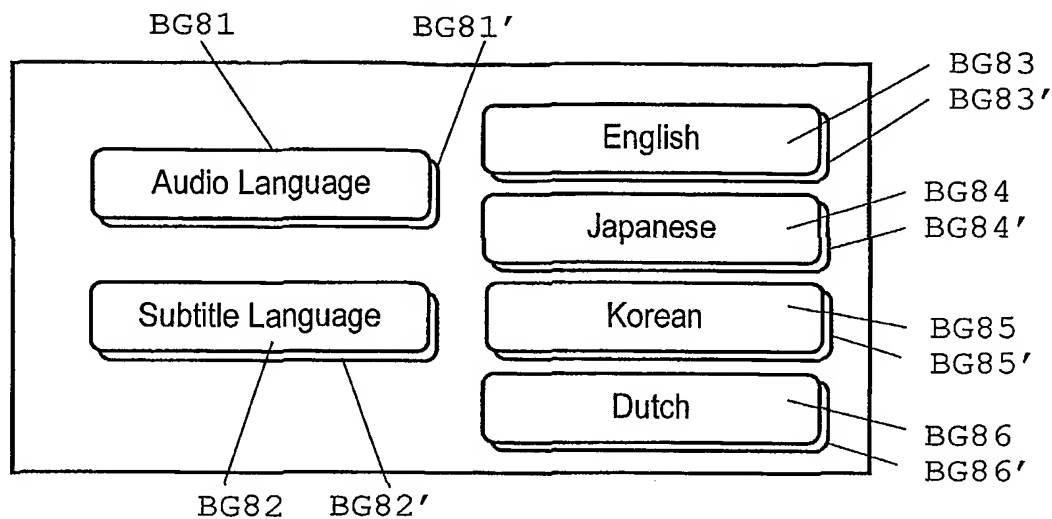 BG81
BG81′
BG83
BG83′
English
Audio Language
BG84
BG84′
Japanese
Subtitle Language
Korean
BG85
BG85′
Dutch
BG86
BG86′
BG82
BG82′